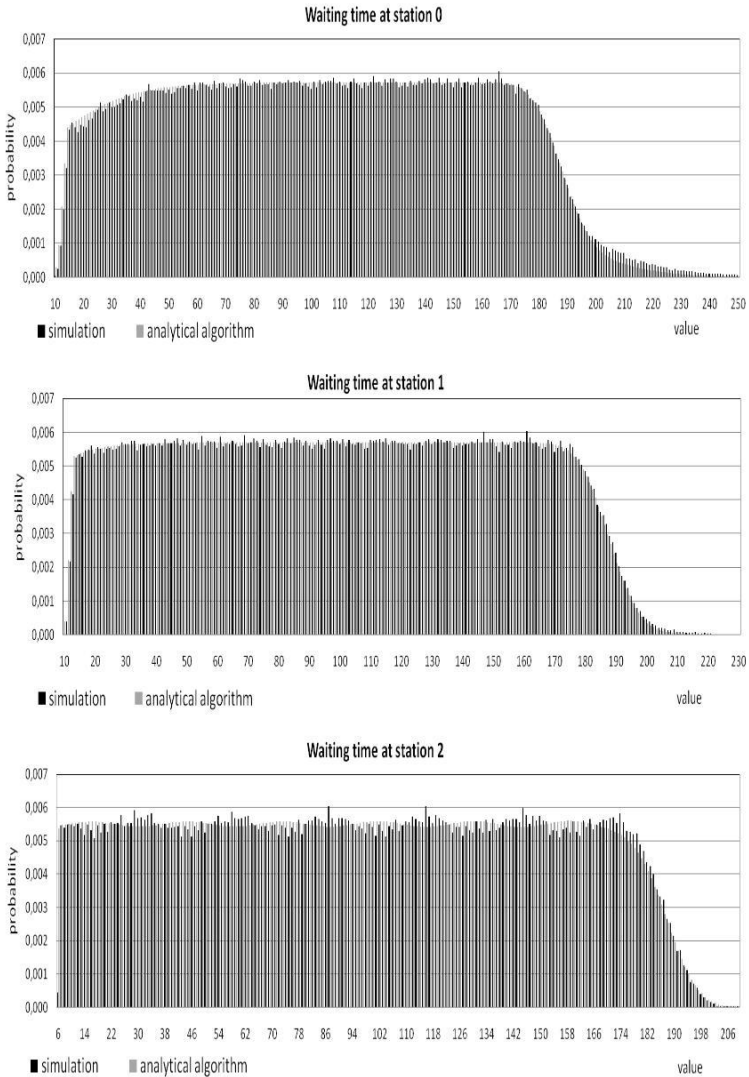 Waiting time at station 0
0,007
0,006
0,005
0,004
0,003
0,002
0,001
0,000
probability
10 20 30 40 50 60 70 80 90 100 110 120 130 140 150 160 170 180 190 200 210 220 230 240 250
simulation analytical algorithm value
Waiting time at station 1
0,007
0,006
0,005
0,004
0,003
0,002
0,001
0,000
probability
10 20 30 40 50 60 70 80 90 100 110 120 130 140 150 160 170 180 190 200 210 220 230
simulation analytical algorithm value
Waiting time at station 2
0,007
0,006
0,005
0,004
0,003
0,002
0,001
0,000
probability
6 14 22 30 38 46 54 62 70 78 86 94 102 110 118 126 134 142 150 158 166 174 182 190 198 206
simulation analytical algorithm value